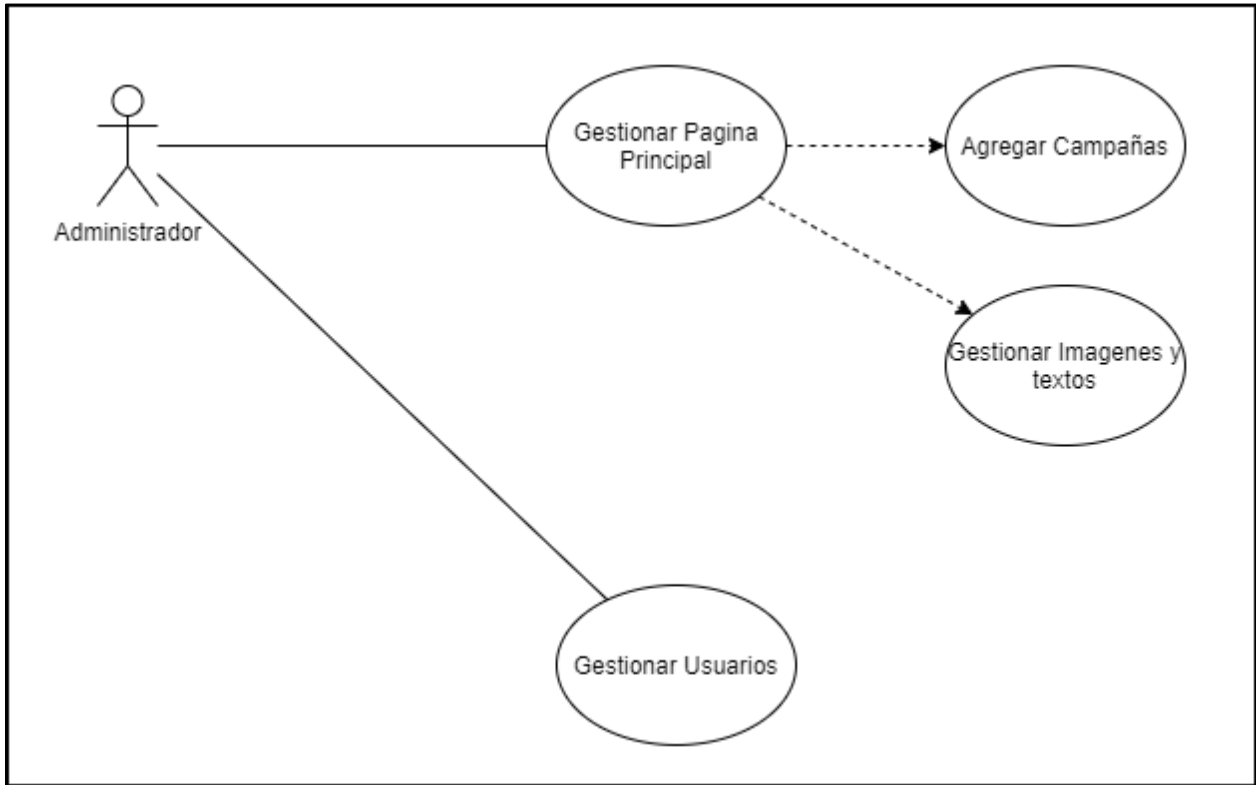 Administrador
Gestionar Pagina
Principal
Agregar Campañas
Gestionar Imagenes y
textos
Gestionar Usuarios